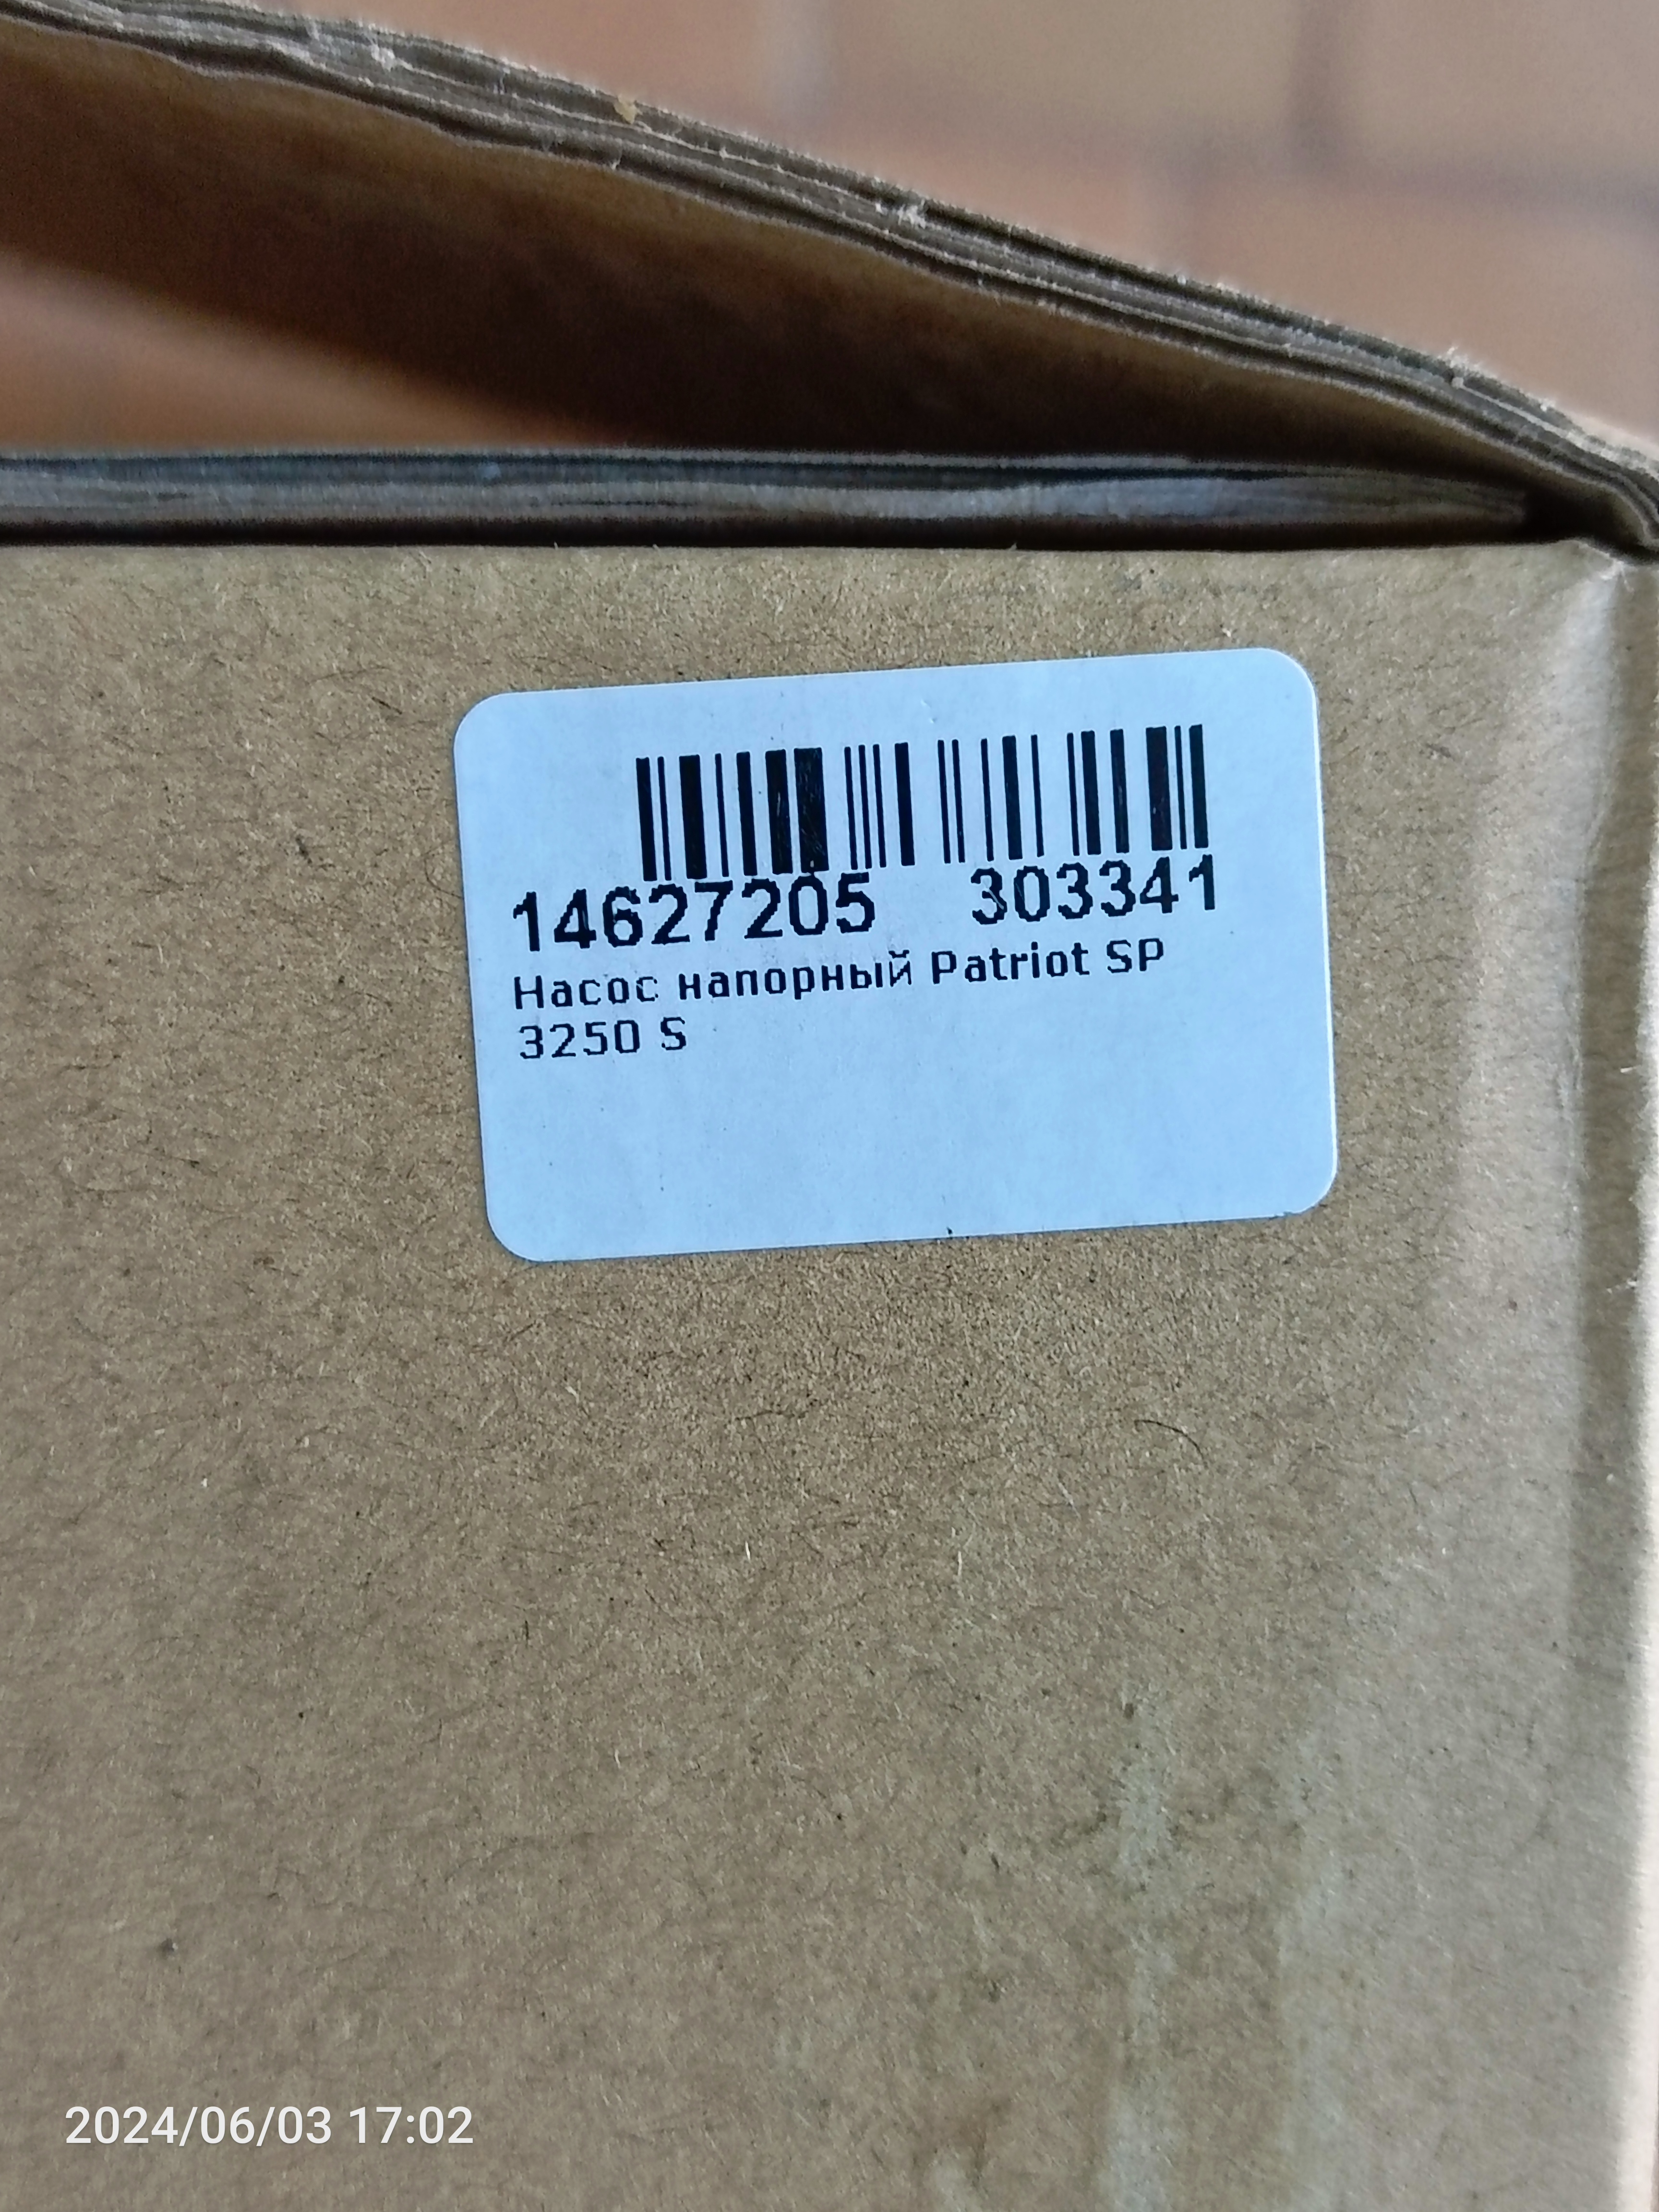 14627205 303341
Насос напорный Patriot SP
3250 S
2024/06/03 17:02